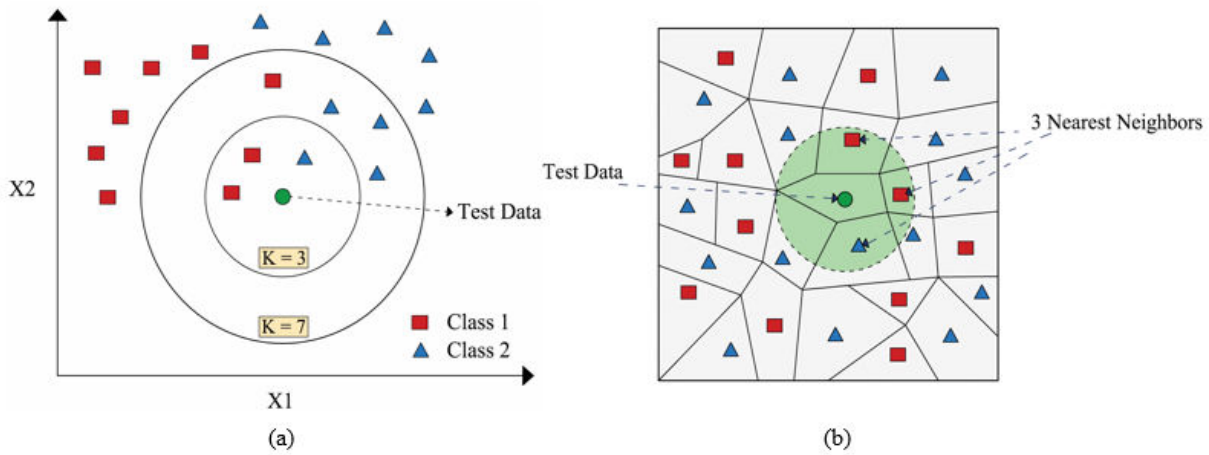 X2
Test Data
K = 3
K = 7
Class 1
Class 2
X1
(a)
3 Nearest Neighbors
Test Data
(b)